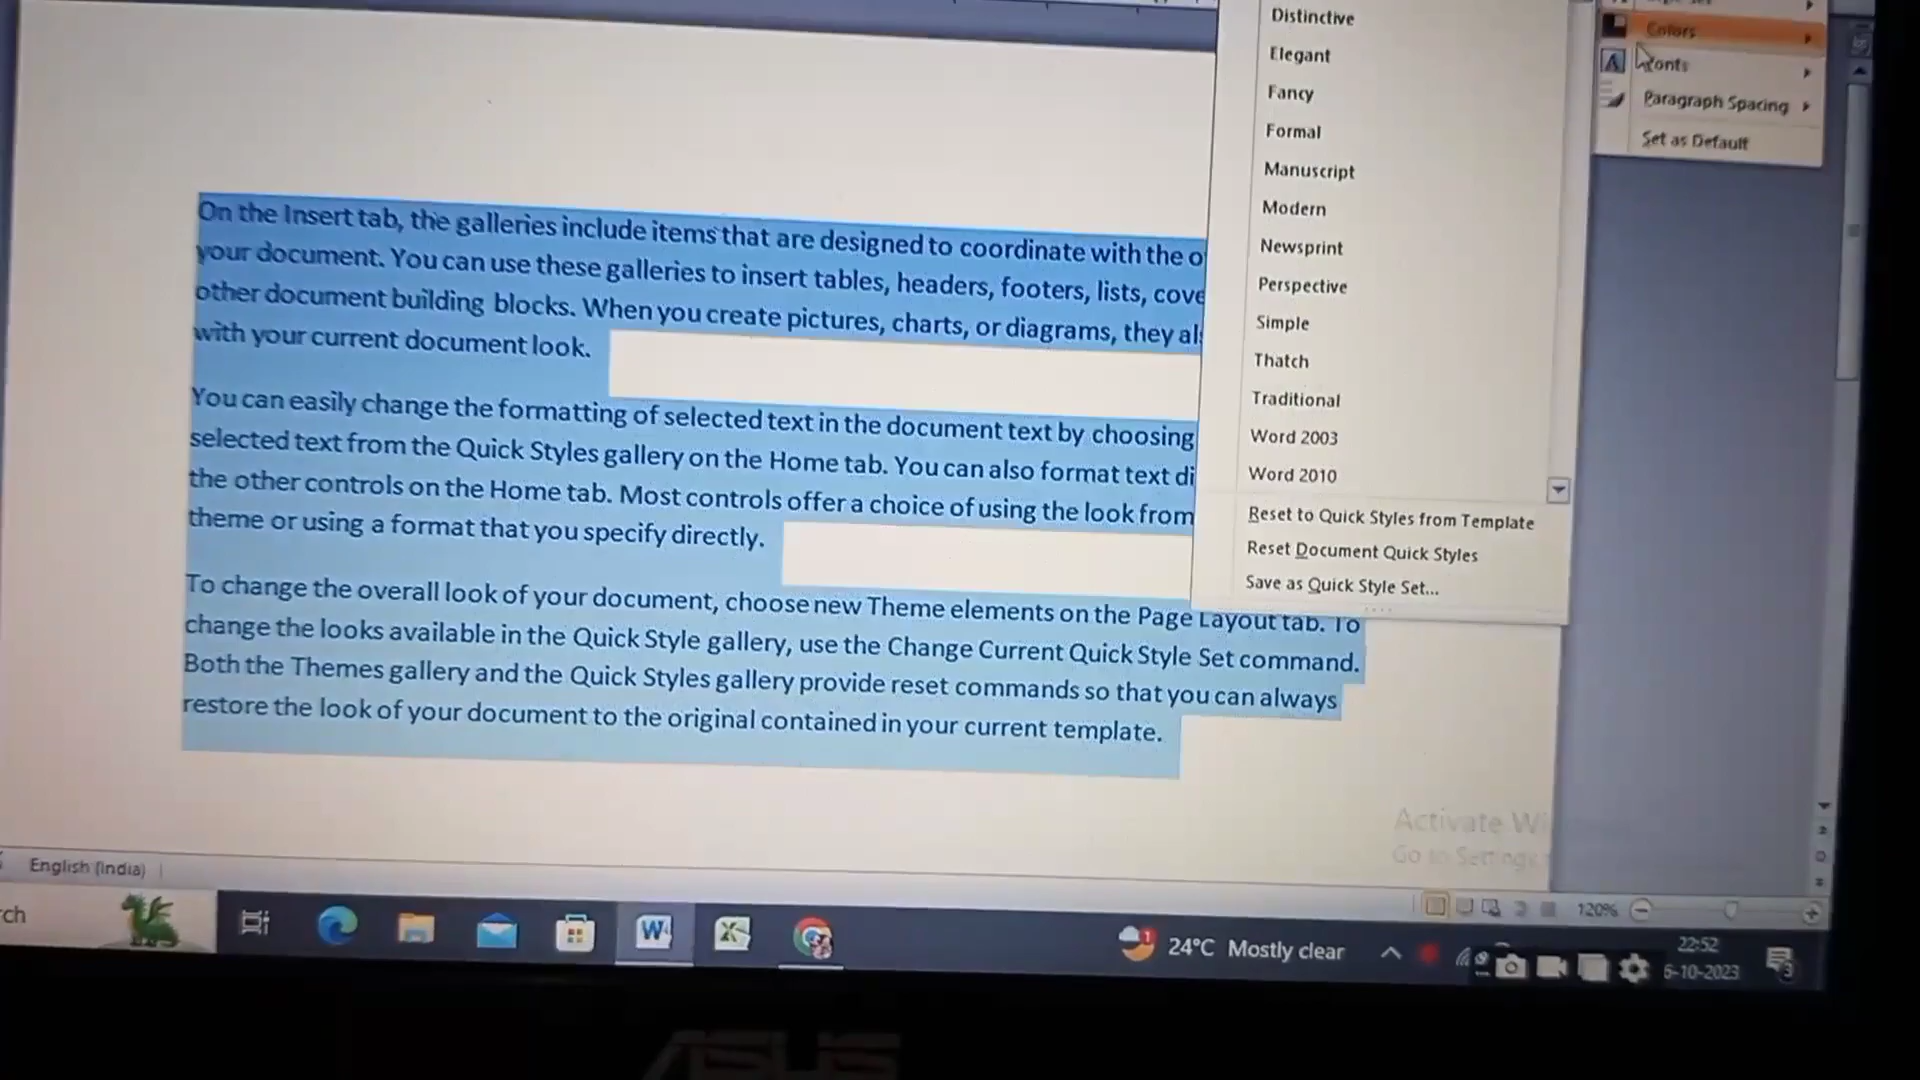 Distinctive
Elegant
Fancy
Formal
Manuscript
Modern
Newsprint
Perspective
Simple
Thatch
Traditional
Word 2003
Word 2010
Reset to Quick Styles from Template
Reset Document Quick Styles
Save as Quick Style Set...
Colors
Fonts
Paragraph Spacing
Set as Default
On the Insert tab, the galleries include items that are designed to coordinate with the o
your document. You can use these galleries to insert tables, headers, footers, lists, cove
other document building blocks. When you create pictures, charts, or diagrams, they als
with your current document look.
You can easily change the formatting of selected text in the document text by choosing
selected text from the Quick Styles gallery on the Home tab. You can also format text di
the other controls on the Home tab. Most controls offer a choice of using the look from
theme or using a format that you specify directly.
To change the overall look of your document, choose new Theme elements on the Page Layout tab. To
change the looks available in the Quick Style gallery, use the Change Current Quick Style Set command.
Both the Themes gallery and the Quick Styles gallery provide reset commands so that you can always
restore the look of your document to the original contained in your current template.
Activate Wi
Go to Settings
English (India)
120%
rch
24°C Mostly clear
22:52
6-10-2023
ASUS